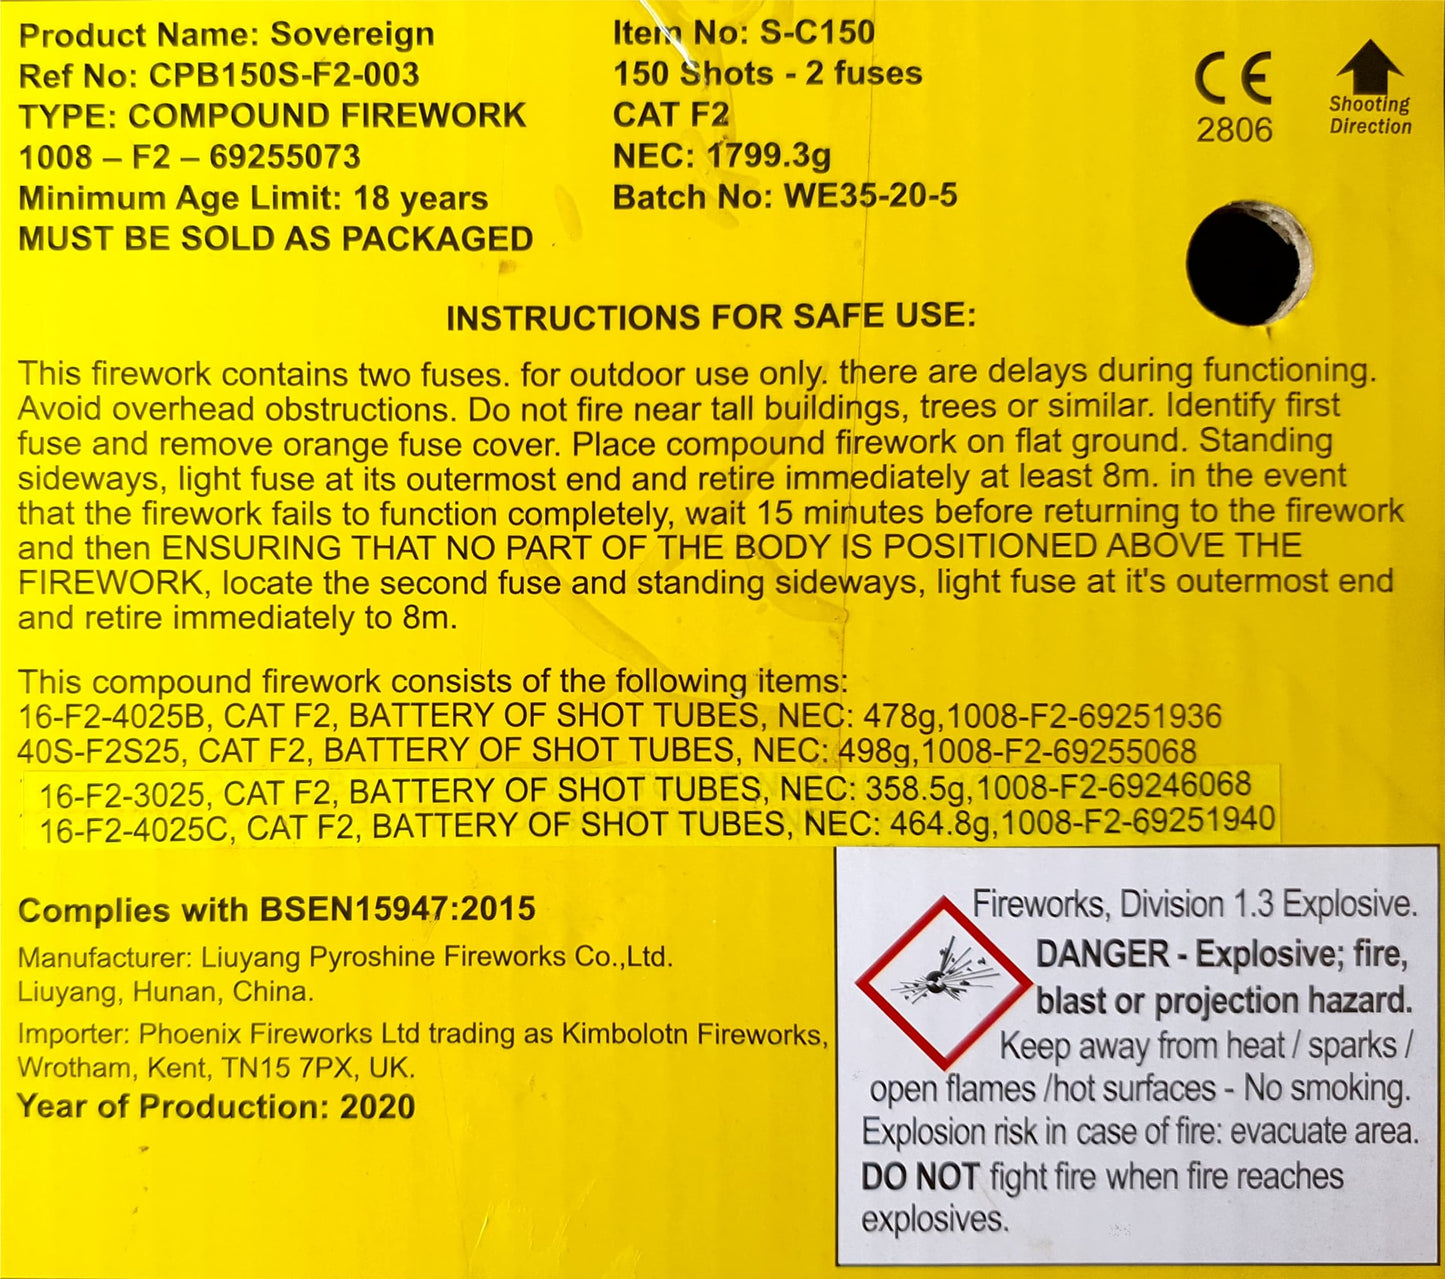 Product Name: Sovereign
Ref No: CPB150S-F2-003
TYPE: COMPOUND FIREWORK
1008 – F2 – 69255073
Minimum Age Limit: 18 years
MUST BE SOLD AS PACKAGED
Item No: S-C150
150 Shots - 2 fuses
CAT F2
NEC: 1799.3g
Batch No: WE35-20-5
CE
2806
Shooting
Direction
INSTRUCTIONS FOR SAFE USE:
This firework contains two fuses. for outdoor use only. there are delays during functioning.
Avoid overhead obstructions. Do not fire near tall buildings, trees or similar. Identify first
fuse and remove orange fuse cover. Place compound firework on flat ground. Standing
sideways, light fuse at its outermost end and retire immediately at least 8m. in the event
that the firework fails to function completely, wait 15 minutes before returning to the firework
and then ENSURING THAT NO PART OF THE BODY IS POSITIONED ABOVE THE
FIREWORK, locate the second fuse and standing sideways, light fuse at it's outermost end
and retire immediately to 8m.
This compound firework consists of the following items:
16-F2-4025B, CAT F2, BATTERY OF SHOT TUBES, NEC: 478g,1008-F2-69251936
40S-F2S25, CAT F2, BATTERY OF SHOT TUBES, NEC: 498g,1008-F2-69255068
16-F2-3025, CAT F2, BATTERY OF SHOT TUBES, NEC: 358.5g,1008-F2-69246068
16-F2-4025C, CAT F2, BATTERY OF SHOT TUBES, NEC: 464.8g,1008-F2-69251940
Complies with BSEN15947:2015
Manufacturer: Liuyang Pyroshine Fireworks Co.,Ltd.
Liuyang, Hunan, China.
Importer: Phoenix Fireworks Ltd trading as Kimbolotn Fireworks,
Wrotham, Kent, TN15 7PX, UK.
Year of Production: 2020
Fireworks, Division 1.3 Explosive.
DANGER - Explosive; fire,
blast or projection hazard.
Keep away from heat / sparks /
open flames /hot surfaces - No smoking.
Explosion risk in case of fire: evacuate area.
DO NOT fight fire when fire reaches
explosives.